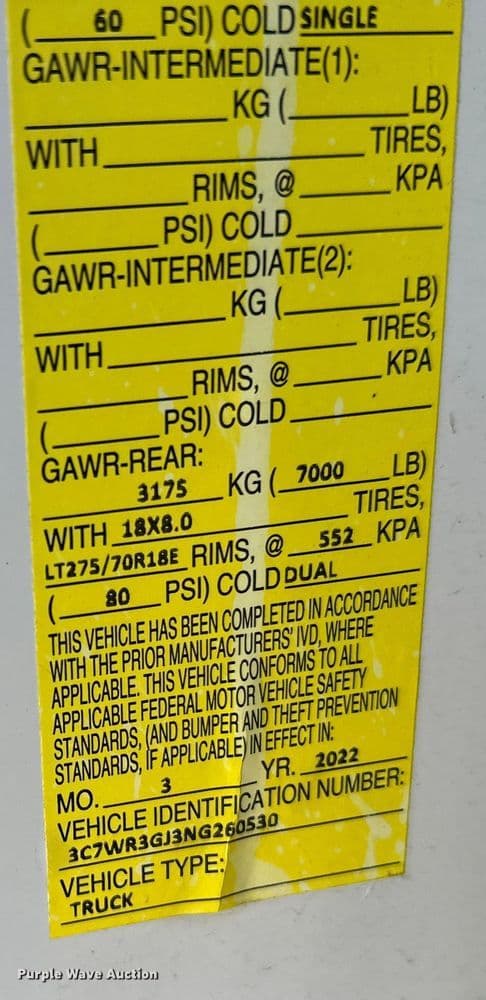 ( 60 PSI) COLD SINGLE
GAWR-INTERMEDIATE(1):
KG ( LB)
WITH TIRES,
RIMS, @ KPA
( PSI) COLD
GAWR-INTERMEDIATE(2):
KG ( LB)
WITH TIRES,
RIMS, @ KPA
( PSI) COLD
GAWR-REAR:
3175 KG ( 7000 LB)
WITH 18X8.0 TIRES,
LT275/70R18E RIMS, @ 552 KPA
( 80 PSI) COLD DUAL
THIS VEHICLE HAS BEEN COMPLETED IN ACCORDANCE
WITH THE PRIOR MANUFACTURERS' IVD, WHERE
APPLICABLE. THIS VEHICLE CONFORMS TO ALL
APPLICABLE FEDERAL MOTOR VEHICLE SAFETY
STANDARDS, (AND BUMPER AND THEFT PREVENTION
STANDARDS, IF APPLICABLE) IN EFFECT IN:
MO. 3 YR. 2022
VEHICLE IDENTIFICATION NUMBER:
3C7WR3GJ3NG260530
VEHICLE TYPE:
TRUCK
Purple Wave Auction